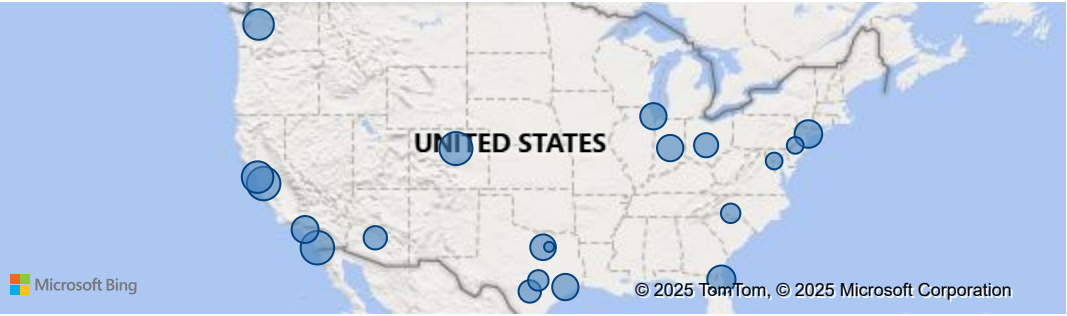 UNITED STATES
Microsoft Bing
© 2025 TomTom, © 2025 Microsoft Corporation